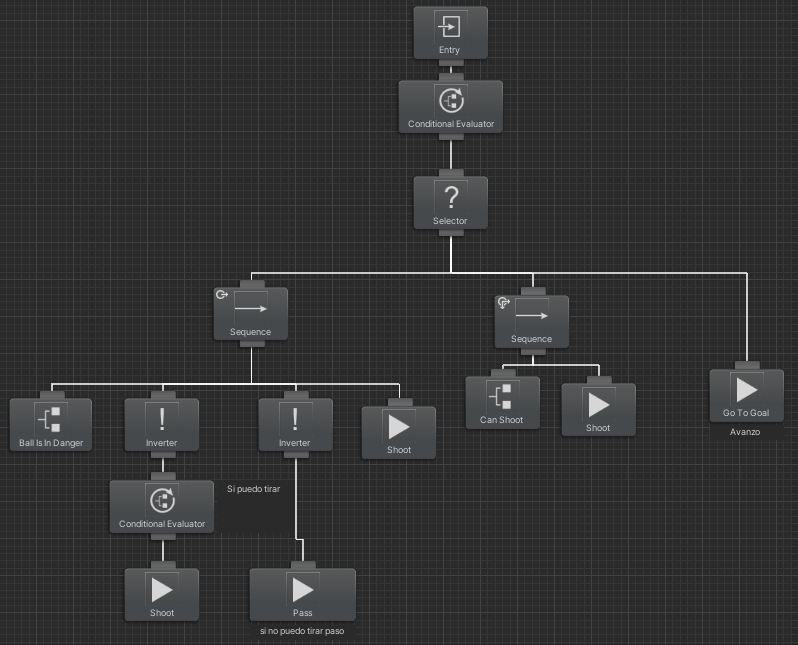 Entry
Conditional Evaluator
?
Selector
Sequence
Sequence
Ball Is In Danger
!
Inverter
!
Inverter
Shoot
Can Shoot
Shoot
Go To Goal
Avanzo
Conditional Evaluator
Si puedo tirar
Shoot
Pass
si no puedo tirar paso